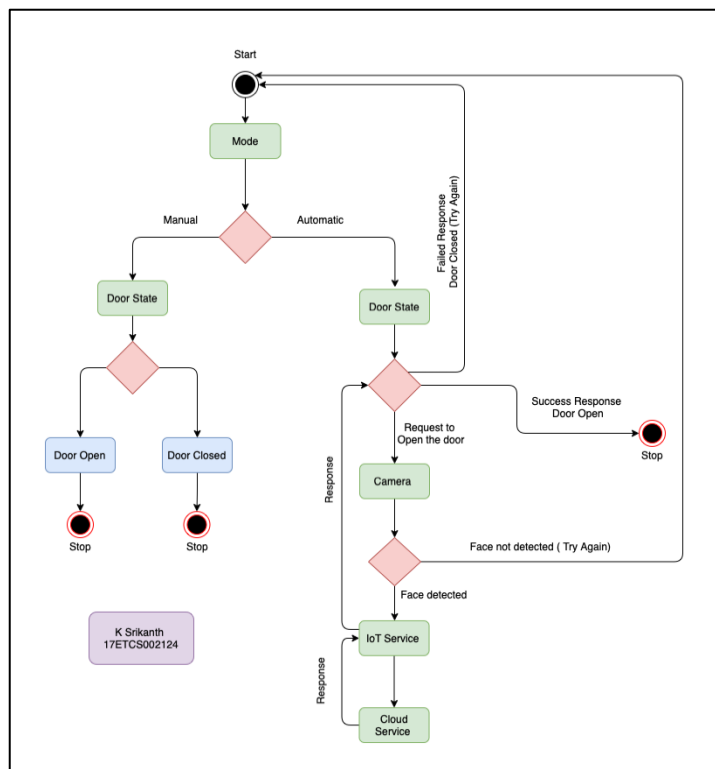 Start
Mode
Manual
Automatic
Failed Response
Door Closed (Try Again)
Door State
Door State
Success Response
Door Open
Request to
Open the door
Response
Door Open
Door Closed
Stop
Camera
Stop
Stop
Face not detected ( Try Again)
Face detected
K Srikanth
17ETCS002124
IoT Service
Response
Cloud
Service